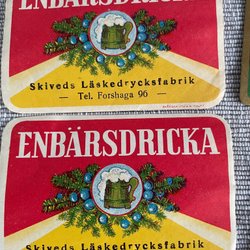 ENBÄRSDRICKA
Skiveds Läskedrycksfabrik
— Tel. Forshaga 96 —
ENBÄRSDRICKA
Skiveds Läskedrycksfabrik